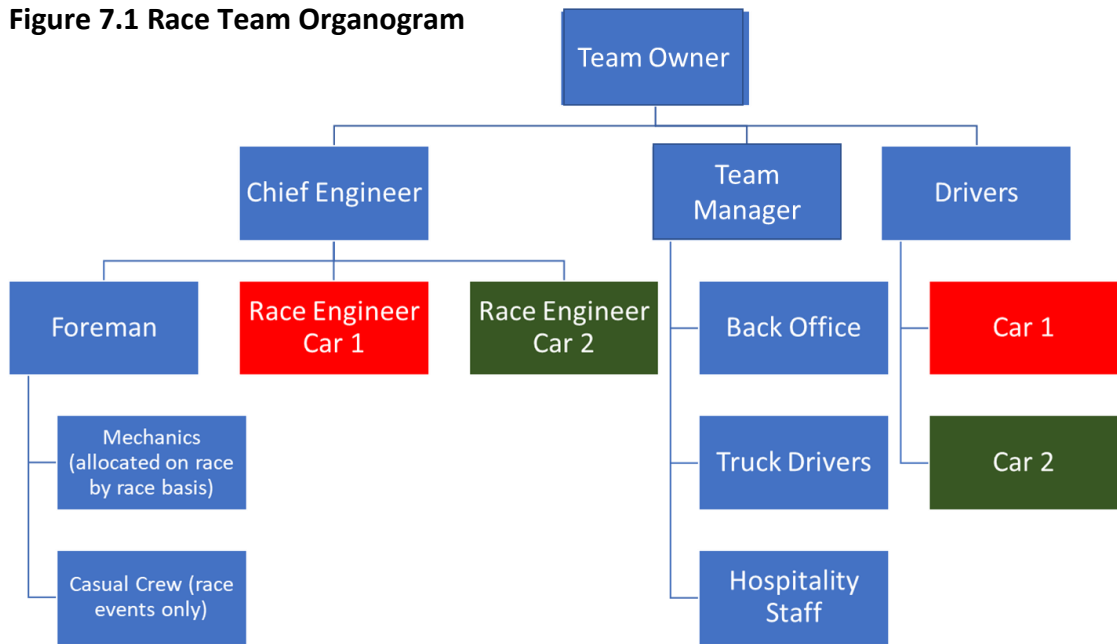 Figure 7.1 Race Team Organogram
Team Owner
Chief Engineer
Team
Manager
Drivers
Foreman
Race Engineer
Car 1
Race Engineer
Car 2
Back Office
Car 1
Mechanics
(allocated on race
by race basis)
Truck Drivers
Car 2
Casual Crew (race
events only)
Hospitality
Staff